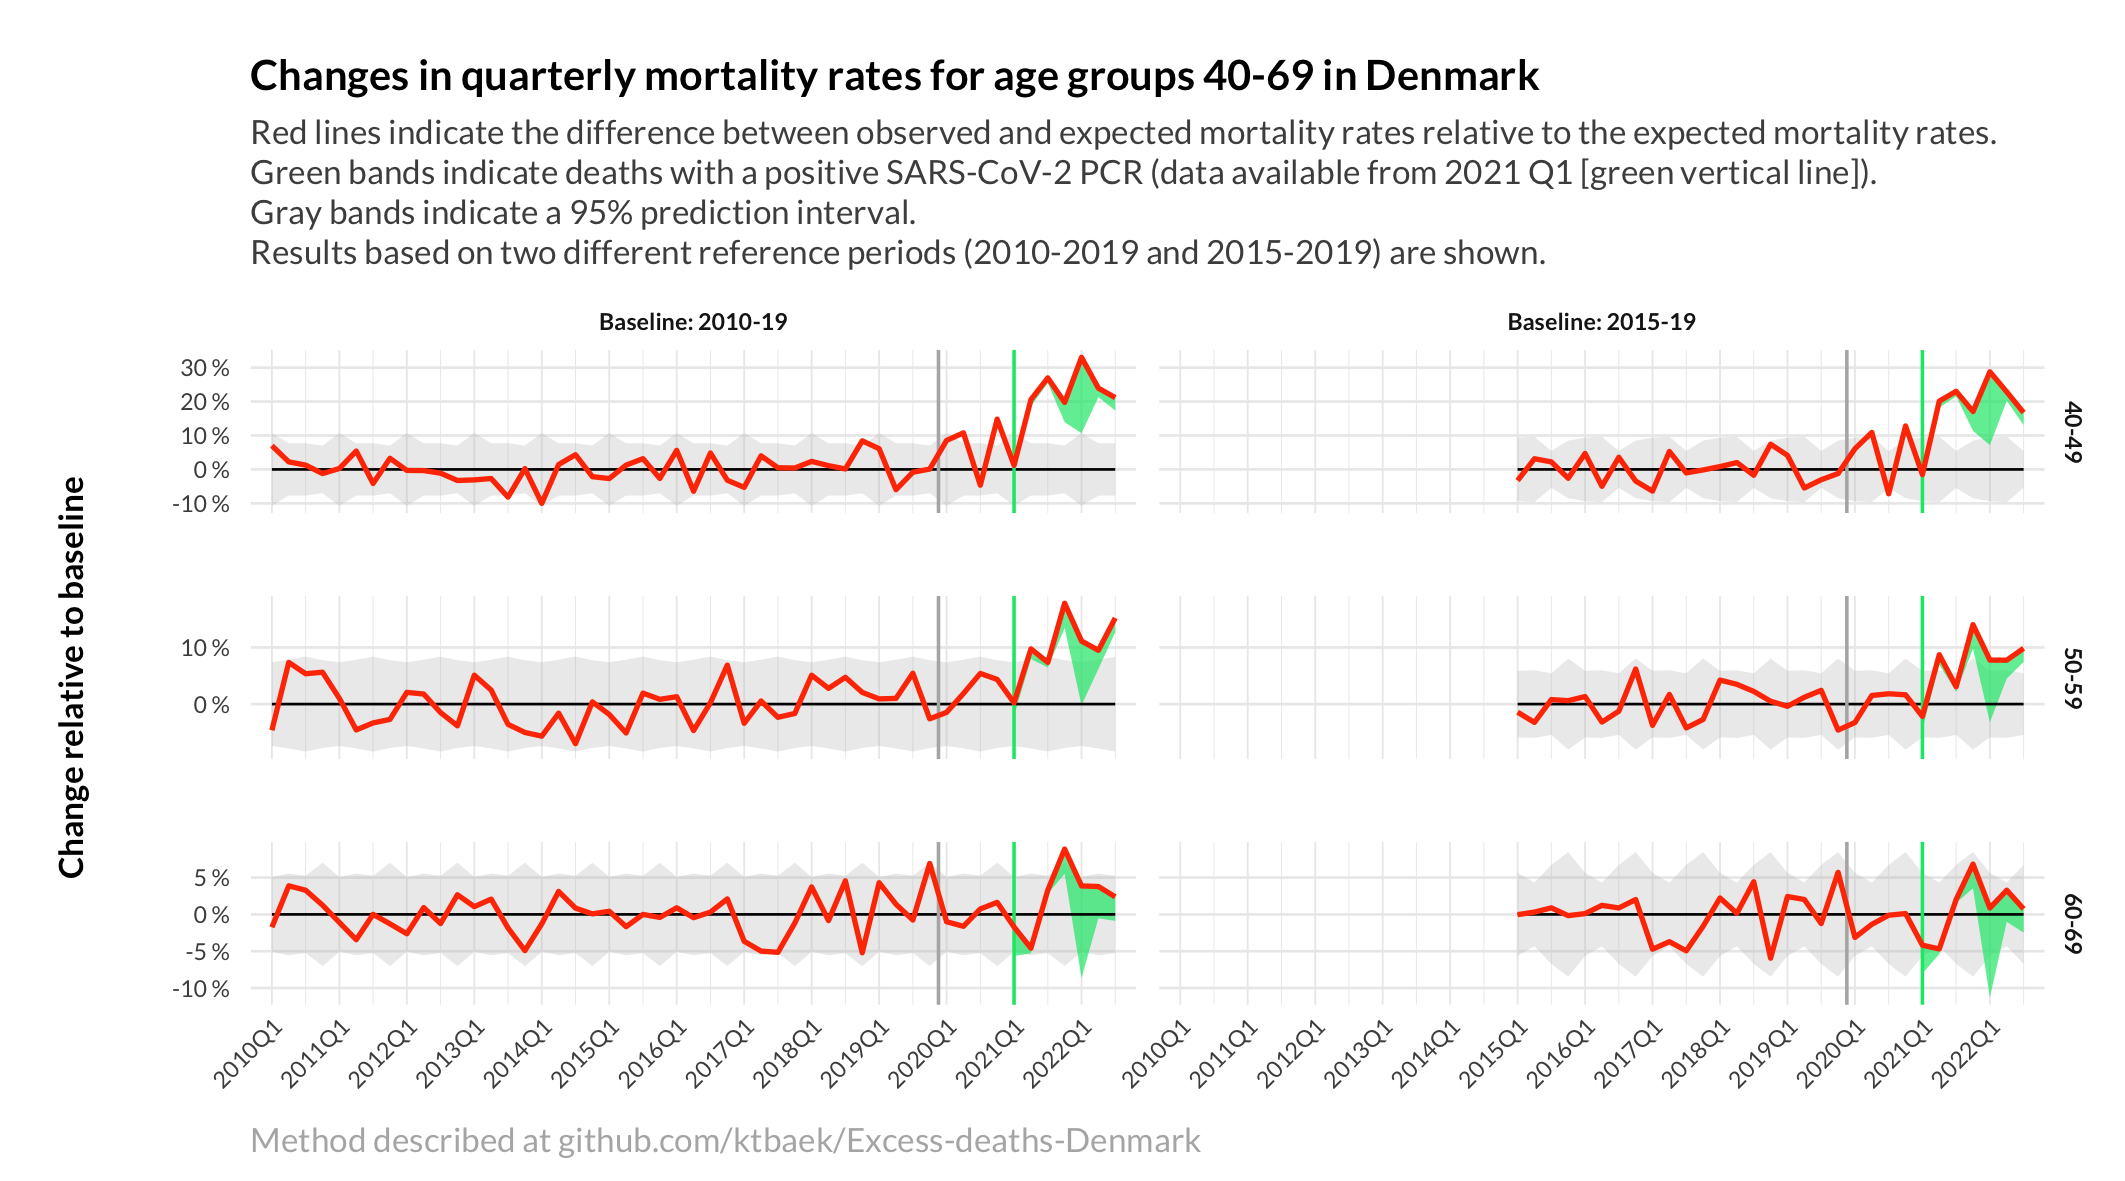 Changes in quarterly mortality rates for age groups 40-69 in Denmark
Red lines indicate the difference between observed and expected mortality rates relative to the expected mortality rates.
Green bands indicate deaths with a positive SARS-CoV-2 PCR (data available from 2021 Q1 [green vertical line]).
Gray bands indicate a 95% prediction interval.
Results based on two different reference periods (2010-2019 and 2015-2019) are shown.
Baseline: 2010-19
Baseline: 2015-19
Change relative to baseline
30 %
20 %
10 %
0 %
-10 %
40-49
10 %
0 %
50-59
5 %
0 %
-5 %
-10 %
60-69
2010Q1 2011Q1 2012Q1 2013Q1 2014Q1 2015Q1 2016Q1 2017Q1 2018Q1 2019Q1 2020Q1 2021Q1 2022Q1
2010Q1 2011Q1 2012Q1 2013Q1 2014Q1 2015Q1 2016Q1 2017Q1 2018Q1 2019Q1 2020Q1 2021Q1 2022Q1
Method described at github.com/ktbaek/Excess-deaths-Denmark